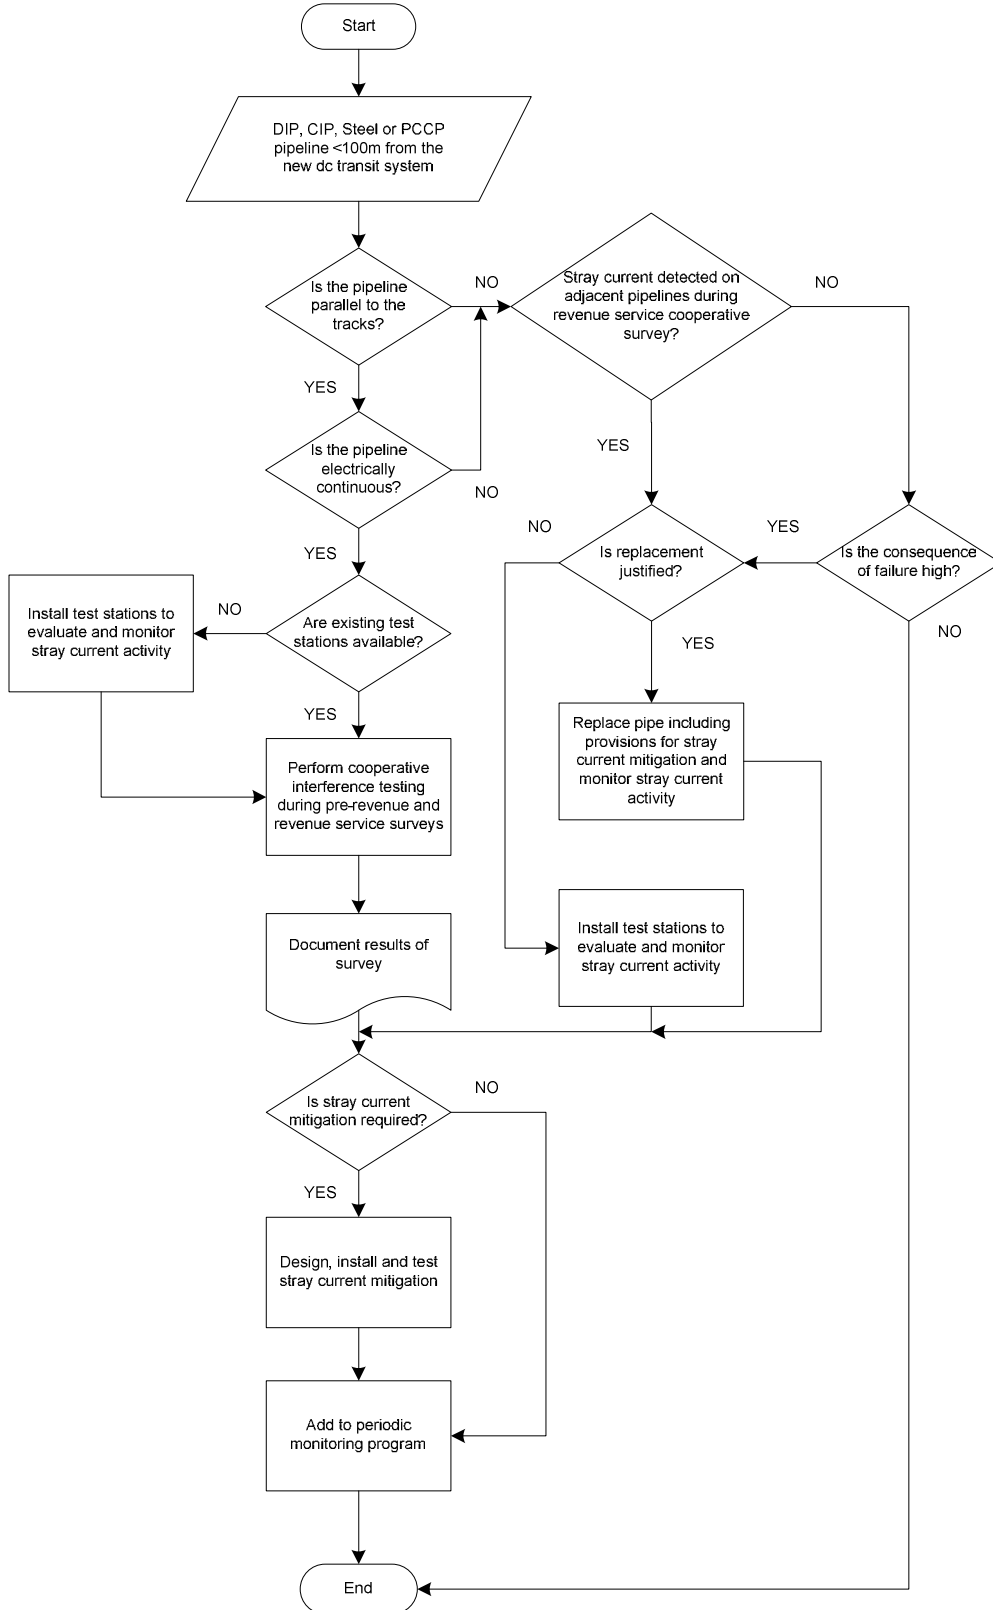 Start
DIP, CIP, Steel or PCCP
pipeline <100m from the
new dc transit system
Is the pipeline
parallel to the
tracks?
NO
Stray current detected on
adjacent pipelines during
revenue service cooperative
survey?
NO
YES
Is the pipeline
electrically
continuous?
NO
YES
YES
Install test stations to
evaluate and monitor
stray current activity
NO
Are existing test
stations available?
NO
Is replacement
justified?
YES
Is the consequence
of failure high?
NO
YES
YES
Perform cooperative
interference testing
during pre-revenue and
revenue service surveys
Replace pipe including
provisions for stray
current mitigation and
monitor stray current
activity
Document results of
survey
Install test stations to
evaluate and monitor
stray current activity
Is stray current
mitigation required?
NO
YES
Design, install and test
stray current mitigation
Add to periodic
monitoring program
End